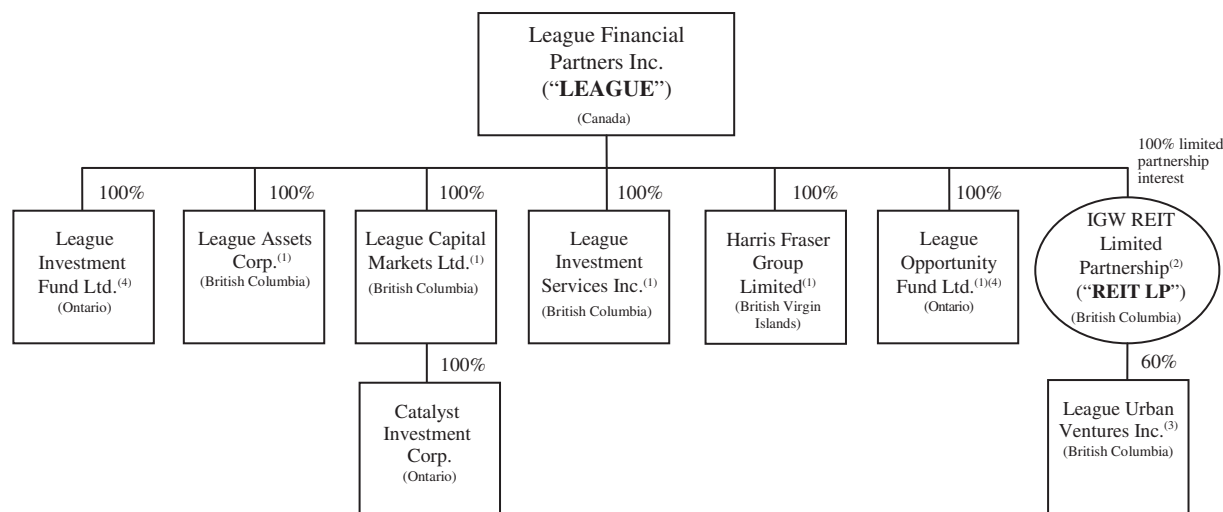 League Financial
Partners Inc.
(“LEAGUE”)
(Canada)
100% limited
partnership
interest
100%
100%
100%
100%
100%
100%
League
Investment
Fund Ltd.(4)
(Ontario)
League Assets
Corp.(1)
(British Columbia)
League Capital
Markets Ltd.(1)
(British Columbia)
League
Investment
Services Inc.(1)
(British Columbia)
Harris Fraser
Group
Limited(1)
(British Virgin
Islands)
League
Opportunity
Fund Ltd.(1)(4)
(Ontario)
IGW REIT
Limited
Partnership(2)
(“REIT LP”)
(British Columbia)
100%
60%
Catalyst
Investment
Corp.
(Ontario)
League Urban
Ventures Inc.(3)
(British Columbia)